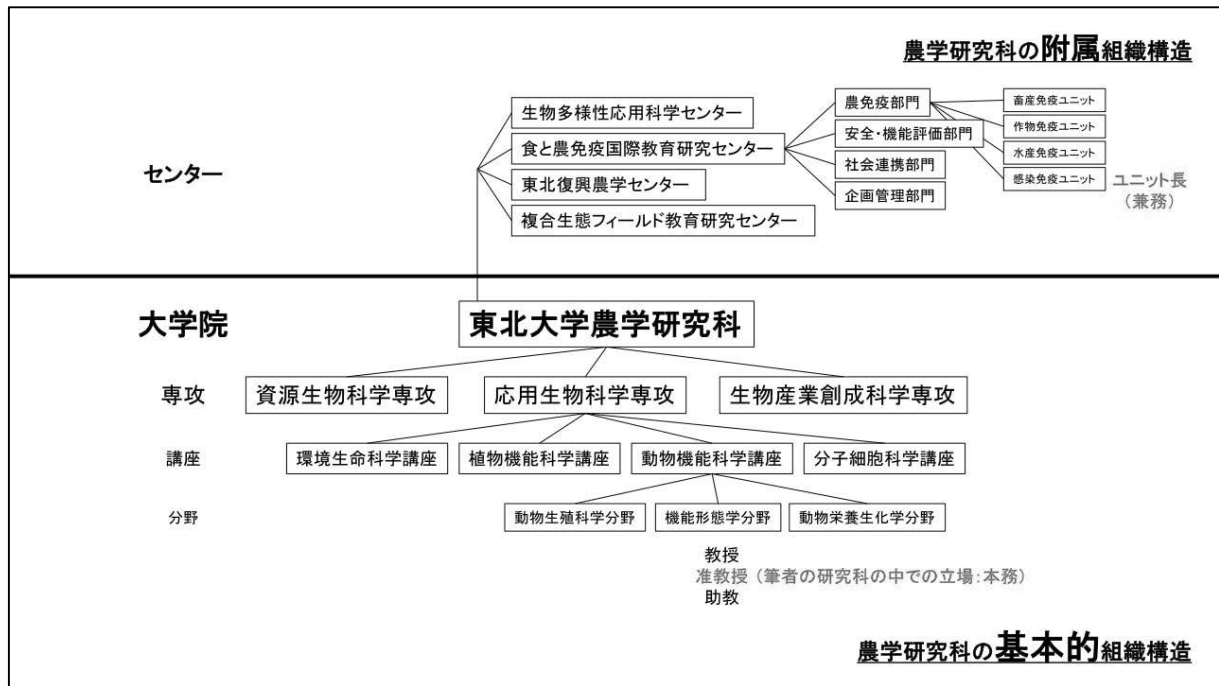 農学研究科の附属組織構造
センター
生物多様性応用科学センター
食と農免疫国際教育研究センター
東北復興農学センター
複合生態フィールド教育研究センター
農免疫部門
安全・機能評価部門
社会連携部門
企画管理部門
畜産免疫ユニット
作物免疫ユニット
水産免疫ユニット
感染免疫ユニット
ユニット長
（兼務）
大学院
東北大学農学研究科
専攻
資源生物科学専攻
応用生物科学専攻
生物産業創成科学専攻
講座
環境生命科学講座
植物機能科学講座
動物機能科学講座
分子細胞科学講座
分野
動物生殖科学分野
機能形態学分野
動物栄養生化学分野
教授
准教授（筆者の研究科の中での立場：本務）
助教
農学研究科の基本的組織構造